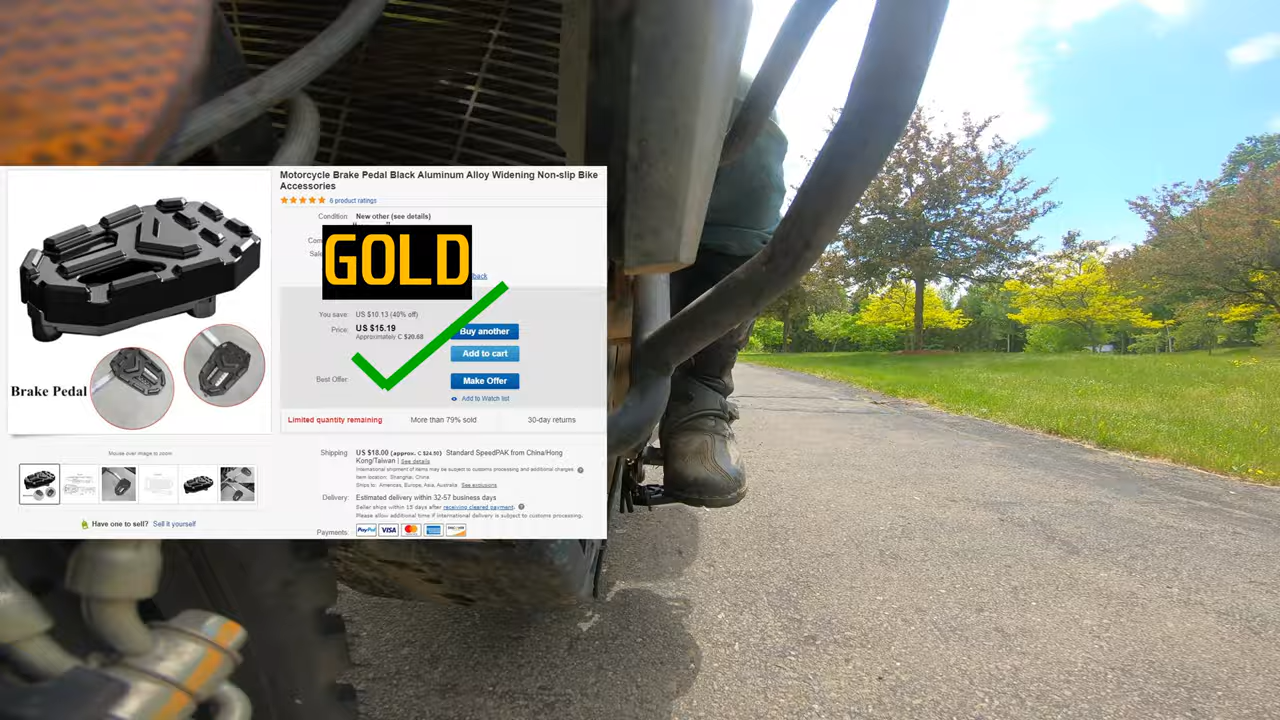 Motorcycle Brake Pedal Black Aluminum Alloy Widening Non-slip Bike
Accessories
6 product ratings
Condition: New other (see details)
GOLD
back
You save: US $10.13 (40% off)
Price: US $15.19
Approximately C $20.68
Buy another
Add to cart
Best Offer:
Make Offer
Add to Watch list
Brake Pedal
Limited quantity remaining More than 79% sold 30-day returns
Mouse over image to zoom
Shipping: US $18.00 (approx. C $24.50) Standard SpeedPAK from China/Hong
Kong/Taiwan | See details
International shipment of items may be subject to customs processing and additional charges.
Item location: Shanghai, China
Ships to: Americas, Europe, Asia, Australia See exclusions
Delivery: Estimated delivery within 32-57 business days
Seller ships within 15 days after receiving cleared payment.
Please allow additional time if international delivery is subject to customs processing.
Have one to sell? Sell it yourself
Payments: PayPal VISA